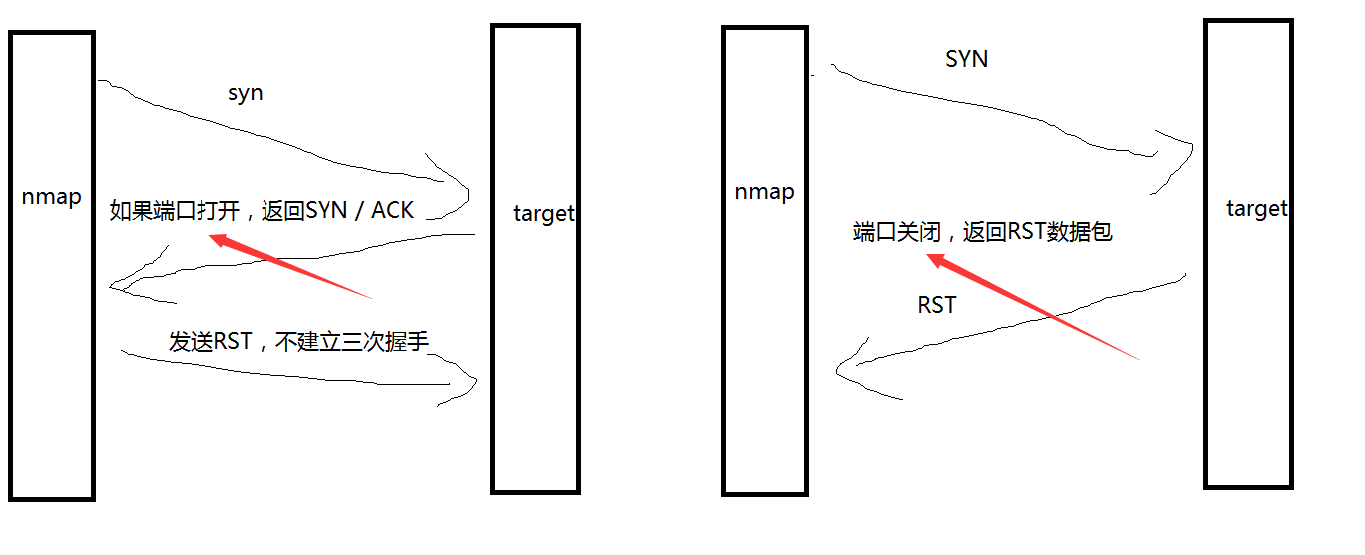 syn
nmap
如果端口打开，返回SYN / ACK
target
发送RST，不建立三次握手
SYN
nmap
target
端口关闭，返回RST数据包
RST